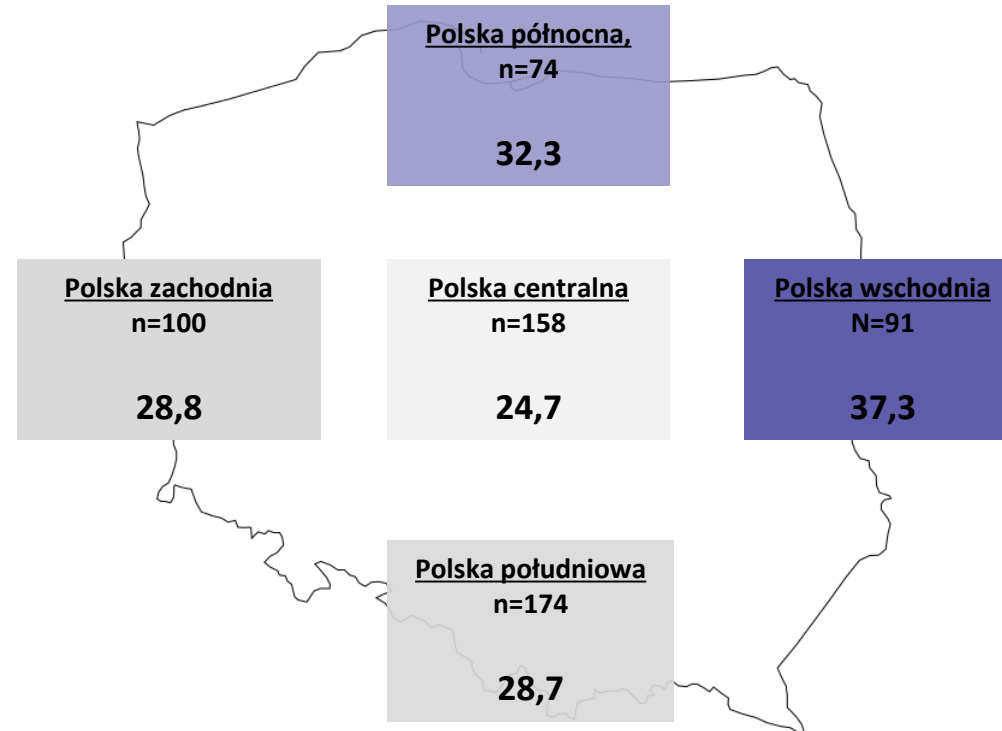 Polska północna,
n=74
32,3
Polska zachodnia
n=100
28,8
Polska centralna
n=158
24,7
Polska wschodnia
N=91
37,3
Polska południowa
n=174
28,7